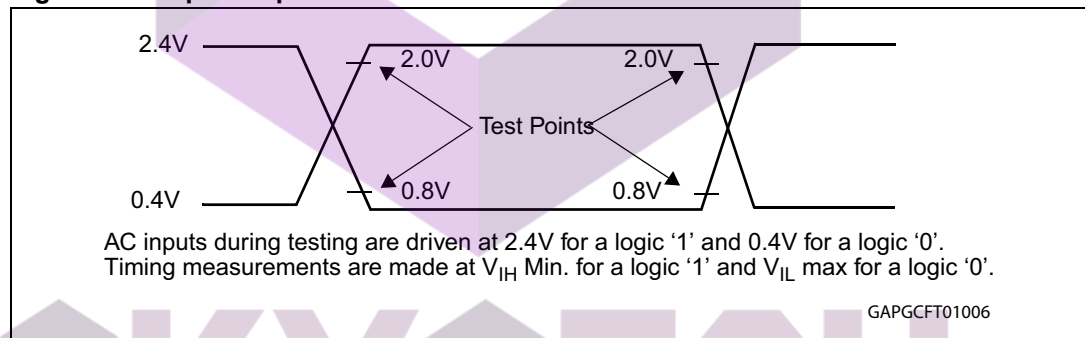 2.4V
2.0V
2.0V
Test Points
0.8V
0.8V
0.4V
AC inputs during testing are driven at 2.4V for a logic ‘1’ and 0.4V for a logic ‘0’.
Timing measurements are made at VIH Min. for a logic ‘1’ and VIL max for a logic ‘0’.
GAPGCFT01006